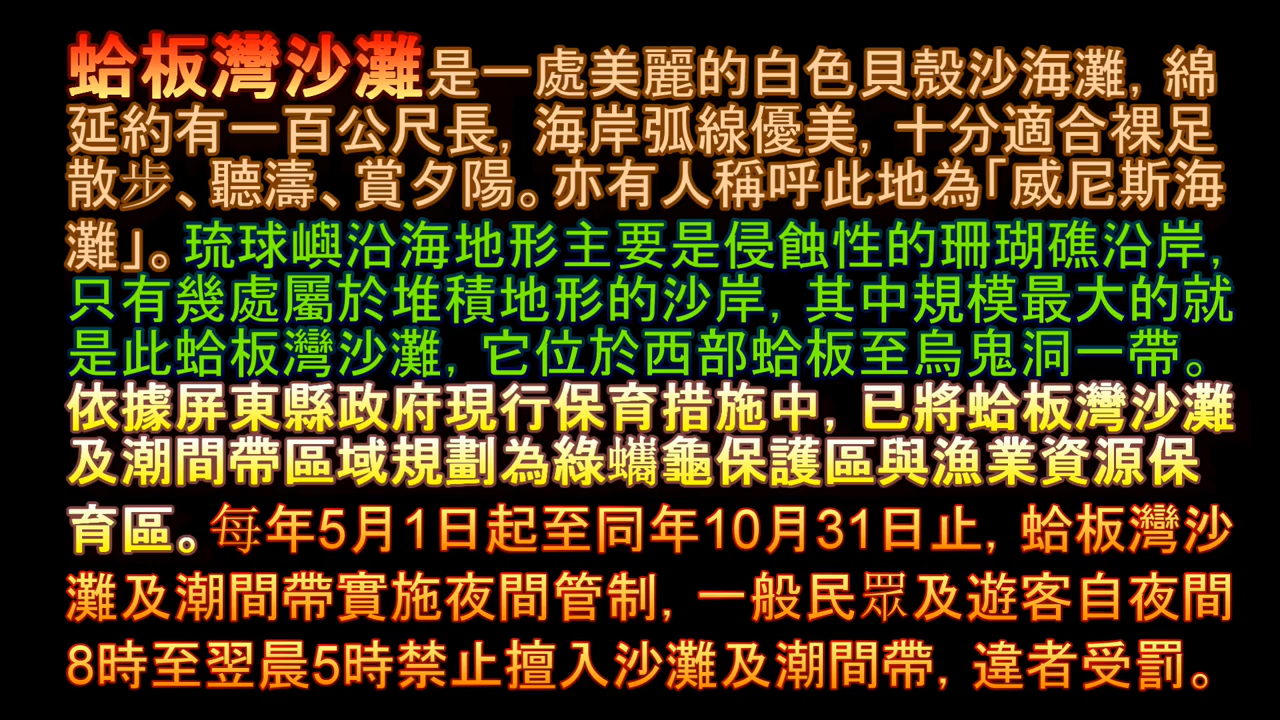 蛤板灣沙灘是一處美麗的白色貝殼沙海灘，綿
延約有一百公尺長，海岸弧線優美，十分適合裸足
散步、聽濤、賞夕陽。亦有人稱呼此地為「威尼斯海
灘」。琉球嶼沿海地形主要是侵蝕性的珊瑚礁沿岸，
只有幾處屬於堆積地形的沙岸，其中規模最大的就
是此蛤板灣沙灘，它位於西部蛤板至烏鬼洞一帶。
依據屏東縣政府現行保育措施中，已將蛤板灣沙灘
及潮間帶區域規劃為綠蠵龜保護區與漁業資源保
育區。每年5月1日起至同年10月31日止，蛤板灣沙
灘及潮間帶實施夜間管制，一般民眾及遊客自夜間
8時至翌晨5時禁止擅入沙灘及潮間帶，違者受罰。